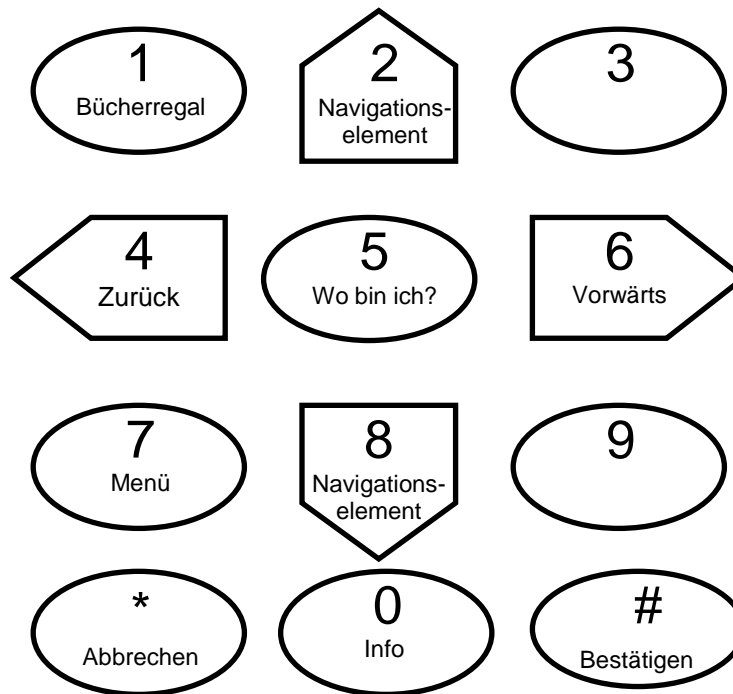 1
Bücherregal
2
Navigations-
element
3
4
Zurück
5
Wo bin ich?
6
Vorwärts
7
Menü
8
Navigations-
element
9
*
Abbrechen
0
Info
#
Bestätigen